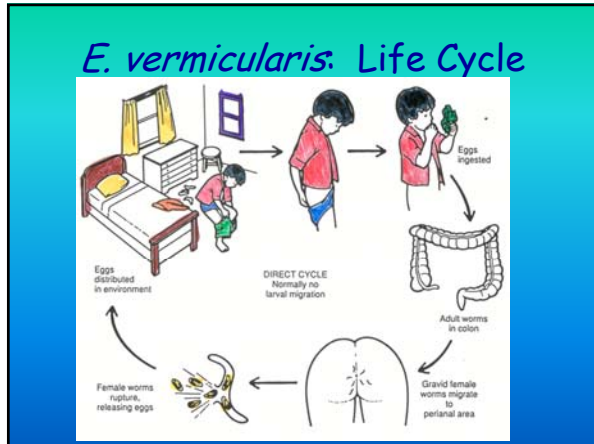 E. vermicularis: Life Cycle
Eggs
ingested
Eggs
distributed
in environment
DIRECT CYCLE
Normally no
larval migration
Adult worms
in colon
Female worms
rupture,
releasing eggs
Gravid female
worms migrate
to
perianal area